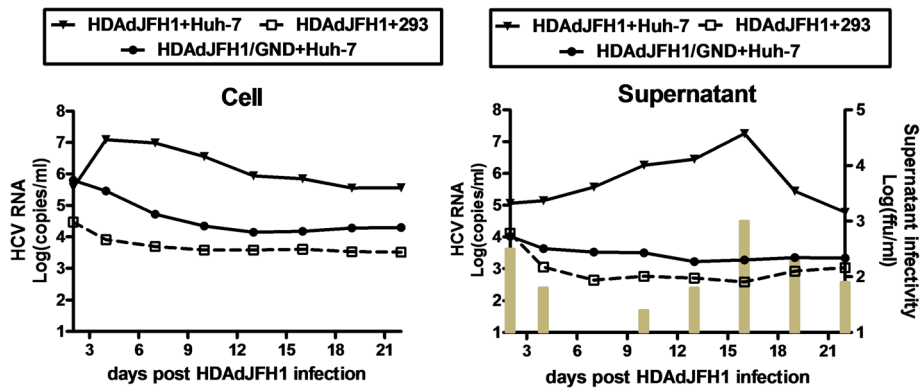 HDAdJFH1+Huh-7 HDAdJFH1+293
HDAdJFH1/GND+Huh-7
Cell
HCV RNA
Log(copies/ml)
8
7
6
5
4
3
2
1
3 6 9 12 15 18 21
days post HDAdJFH1 infection
HDAdJFH1+Huh-7 HDAdJFH1+293
HDAdJFH1/GND+Huh-7
Supernatant
HCV RNA
Log(copies/ml)
8
7
6
5
4
3
2
1
5
4
3
2
1
Supernatant infectivity
Log(ffu/ml)
3 6 9 12 15 18 21
days post HDAdJFH1 infection